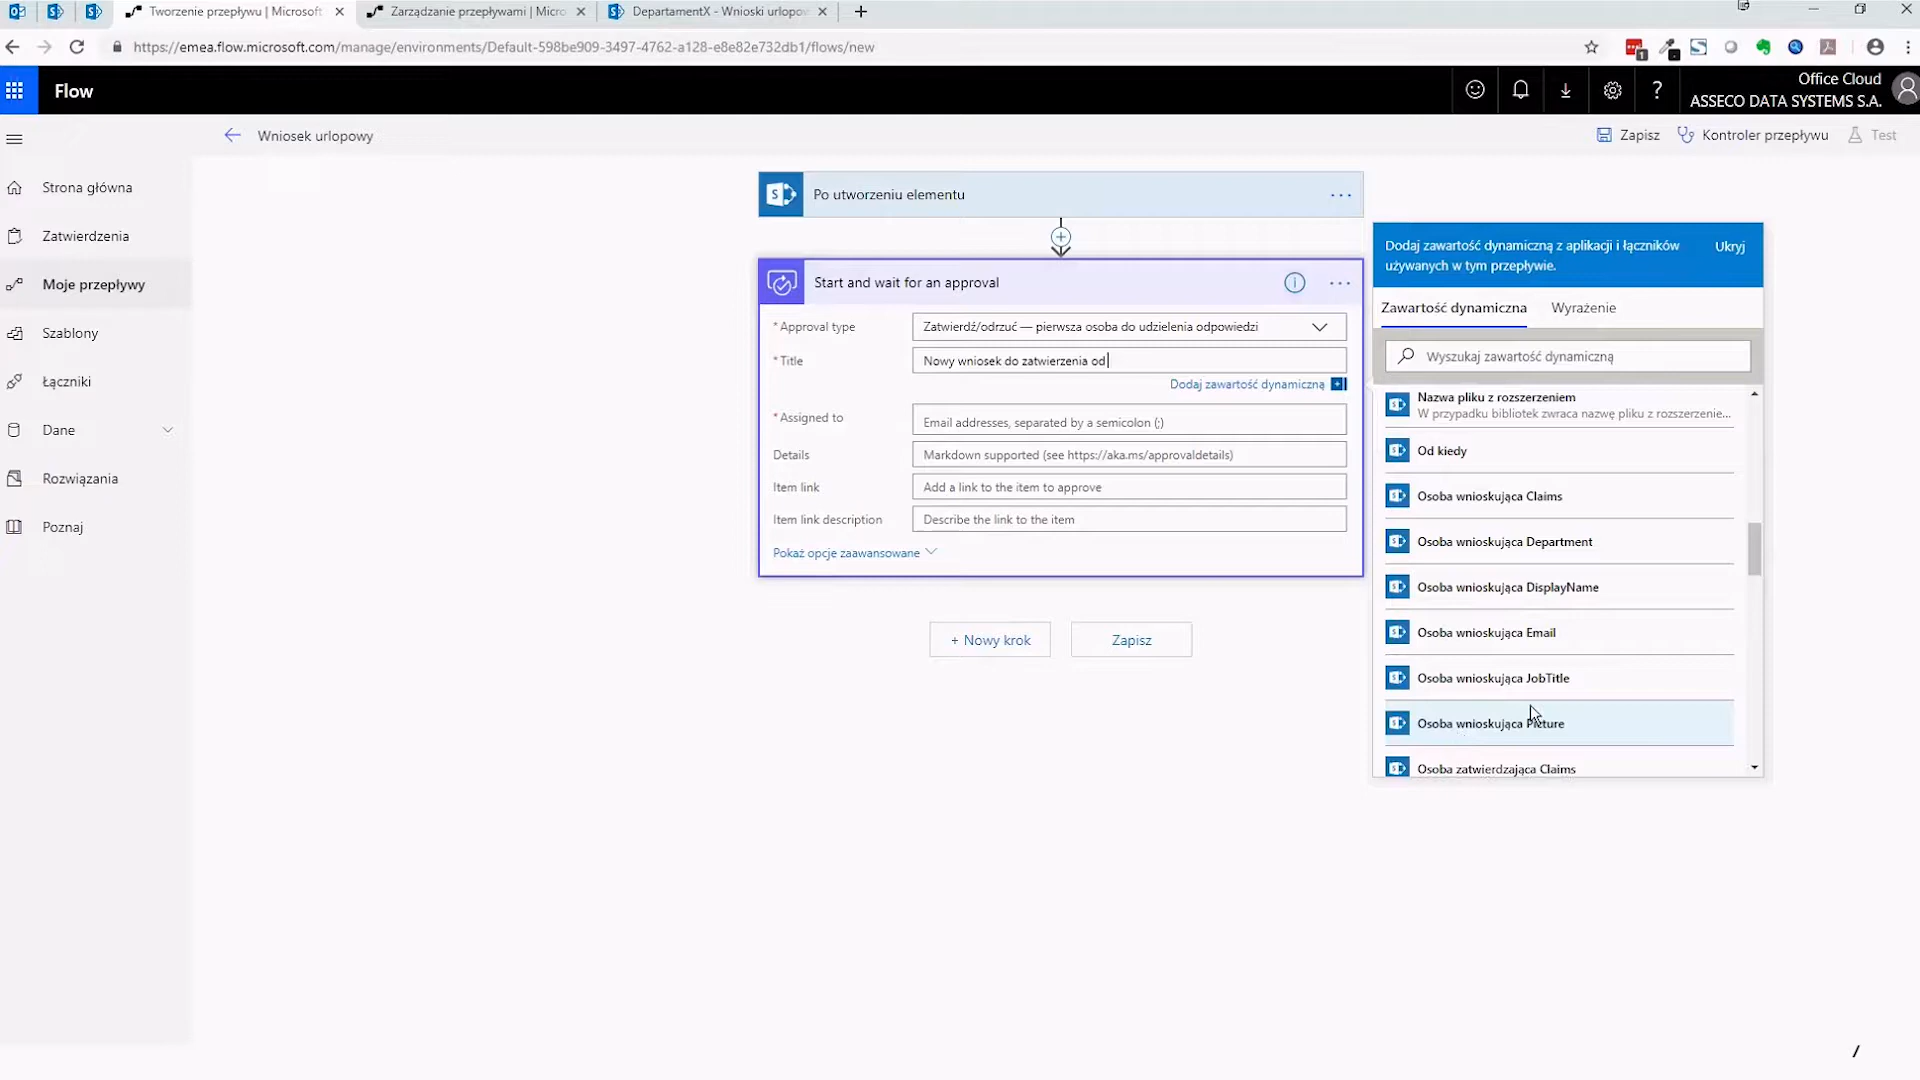 Tworzenie przepływu | Microsoft
Zarządzanie przepływami | Micro
DepartamentX - Wnioski urlopow
https://emea.flow.microsoft.com/manage/environments/Default-598be909-3497-4762-a128-e8e82e732db1/flows/new
1
Flow
?
Office Cloud
ASSECO DATA SYSTEMS S.A.
Wniosek urlopowy
Zapisz
Kontroler przepływu
Test
Strona główna
Zatwierdzenia
Moje przepływy
Szablony
Łączniki
Dane
Rozwiązania
Poznaj
Po utworzeniu elementu
Start and wait for an approval
* Approval type
Zatwierdź/odrzuć — pierwsza osoba do udzielenia odpowiedzi
* Title
Nowy wniosek do zatwierzenia od
Dodaj zawartość dynamiczną
* Assigned to
Email addresses, separated by a semicolon (;)
Details
Markdown supported (see https://aka.ms/approvaldetails)
Item link
Add a link to the item to approve
Item link description
Describe the link to the item
Pokaż opcje zaawansowane
+ Nowy krok
Zapisz
Dodaj zawartość dynamiczną z aplikacji i łączników
używanych w tym przepływie.
Ukryj
Zawartość dynamiczna
Wyrażenie
Wyszukaj zawartość dynamiczną
Nazwa pliku z rozszerzeniem
W przypadku bibliotek zwraca nazwę pliku z rozszerzenie...
Od kiedy
Osoba wnioskująca Claims
Osoba wnioskująca Department
Osoba wnioskująca DisplayName
Osoba wnioskująca Email
Osoba wnioskująca JobTitle
Osoba wnioskująca Picture
Osoba zatwierdzająca Claims
/